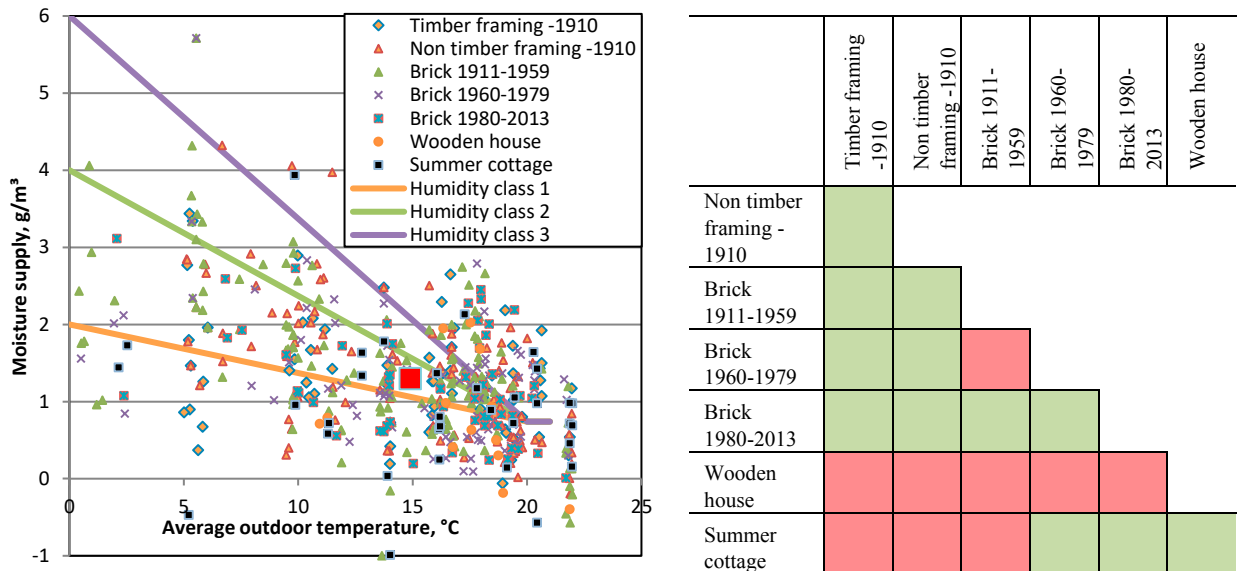 6
5
4
3
2
1
0
-1
Moisture supply, g/m³
0
5
10
15
20
25
Average outdoor temperature, °C
Timber framing -1910
Non timber framing -1910
Brick 1911-1959
Brick 1960-1979
Brick 1980-2013
Wooden house
Summer cottage
Humidity class 1
Humidity class 2
Humidity class 3
Timber framing
-1910
Non timber
framing -1910
Brick 1911-
1959
Brick 1960-
1979
Brick 1980-
2013
Wooden house
Non timber
framing -
1910
Brick
1911-1959
Brick
1960-1979
Brick
1980-2013
Wooden
house
Summer
cottage